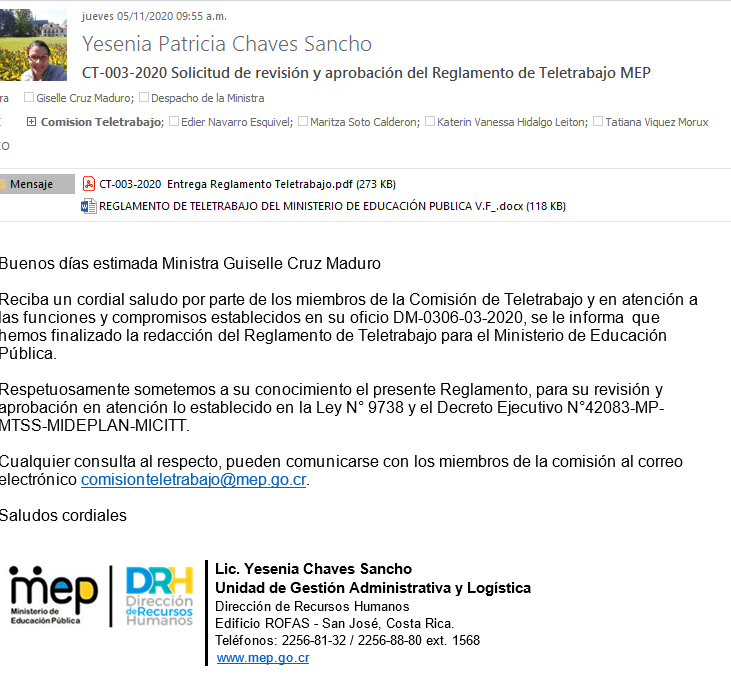 jueves 05/11/2020 09:55 a.m.
Yesenia Patricia Chaves Sancho
CT-003-2020 Solicitud de revisión y aprobación del Reglamento de Teletrabajo MEP
ra Giselle Cruz Maduro; Despacho de la Ministra
Comision Teletrabajo; Edier Navarro Esquivel; Maritza Soto Calderon; Katerin Vanessa Hidalgo Leiton; Tatiana Viquez Morux
CO
Mensaje CT-003-2020 Entrega Reglamento Teletrabajo.pdf (273 KB)
REGLAMENTO DE TELETRABAJO DEL MINISTERIO DE EDUCACIÓN PUBLICA V.F_.docx (118 KB)
Buenos días estimada Ministra Guiselle Cruz Maduro
Reciba un cordial saludo por parte de los miembros de la Comisión de Teletrabajo y en atención a
las funciones y compromisos establecidos en su oficio DM-0306-03-2020, se le informa que
hemos finalizado la redacción del Reglamento de Teletrabajo para el Ministerio de Educación
Pública.
Respetuosamente sometemos a su conocimiento el presente Reglamento, para su revisión y
aprobación en atención lo establecido en la Ley N° 9738 y el Decreto Ejecutivo N°42083-MP-
MTSS-MIDEPLAN-MICITT.
Cualquier consulta al respecto, pueden comunicarse con los miembros de la comisión al correo
electrónico comisionteletrabajo@mep.go.cr.
Saludos cordiales
mep
Ministerio de
Educación Pública
DRH
Dirección
de Recursos
Humanos
Lic. Yesenia Chaves Sancho
Unidad de Gestión Administrativa y Logística
Dirección de Recursos Humanos
Edificio ROFAS - San José, Costa Rica.
Teléfonos: 2256-81-32 / 2256-88-80 ext. 1568
www.mep.go.cr